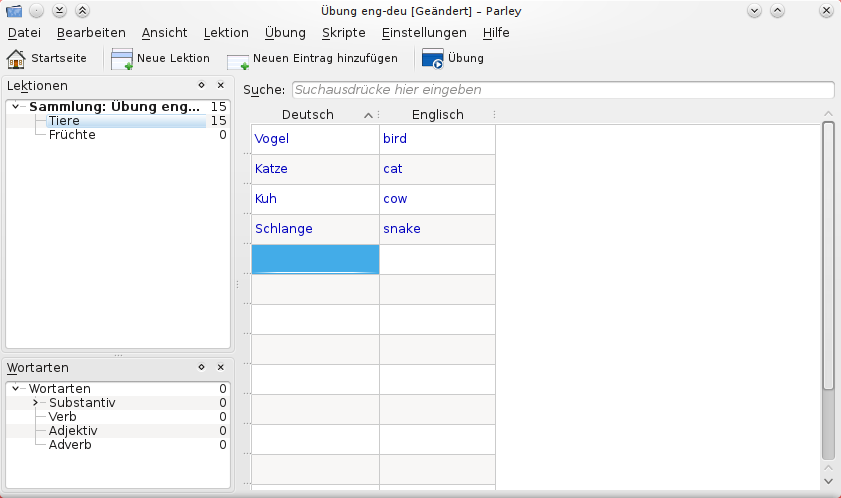 Übung eng-deu [Geändert] – Parley
Datei Bearbeiten Ansicht Lektion Übung Skripte Einstellungen Hilfe
Startseite Neue Lektion Neuen Eintrag hinzufügen Übung
Lektionen
Sammlung: Übung eng... 15
Tiere 15
Früchte 0
Wortarten
Wortarten 0
Substantiv 0
Verb 0
Adjektiv 0
Adverb 0
Suche: Suchausdrücke hier eingeben
Deutsch Englisch
Vogel bird
Katze cat
Kuh cow
Schlange snake